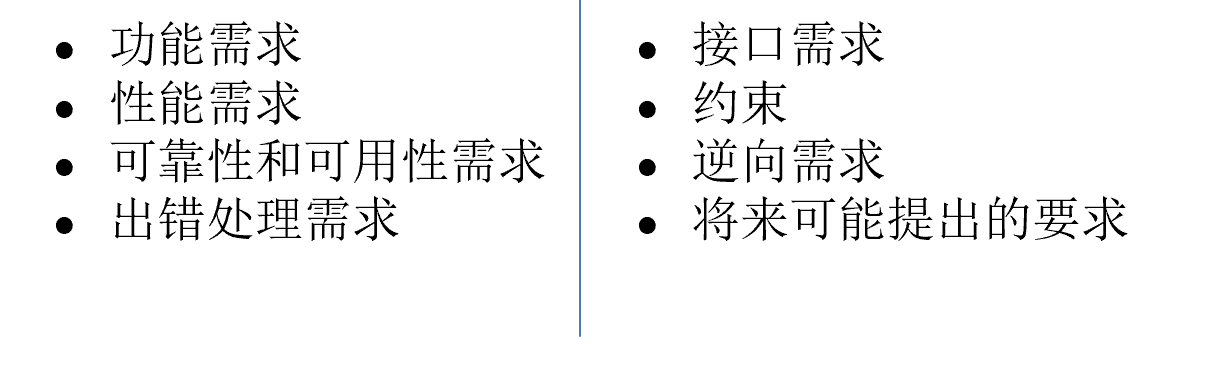 ● 功能需求
● 性能需求
● 可靠性和可用性需求
● 出错处理需求
● 接口需求
● 约束
● 逆向需求
● 将来可能提出的要求